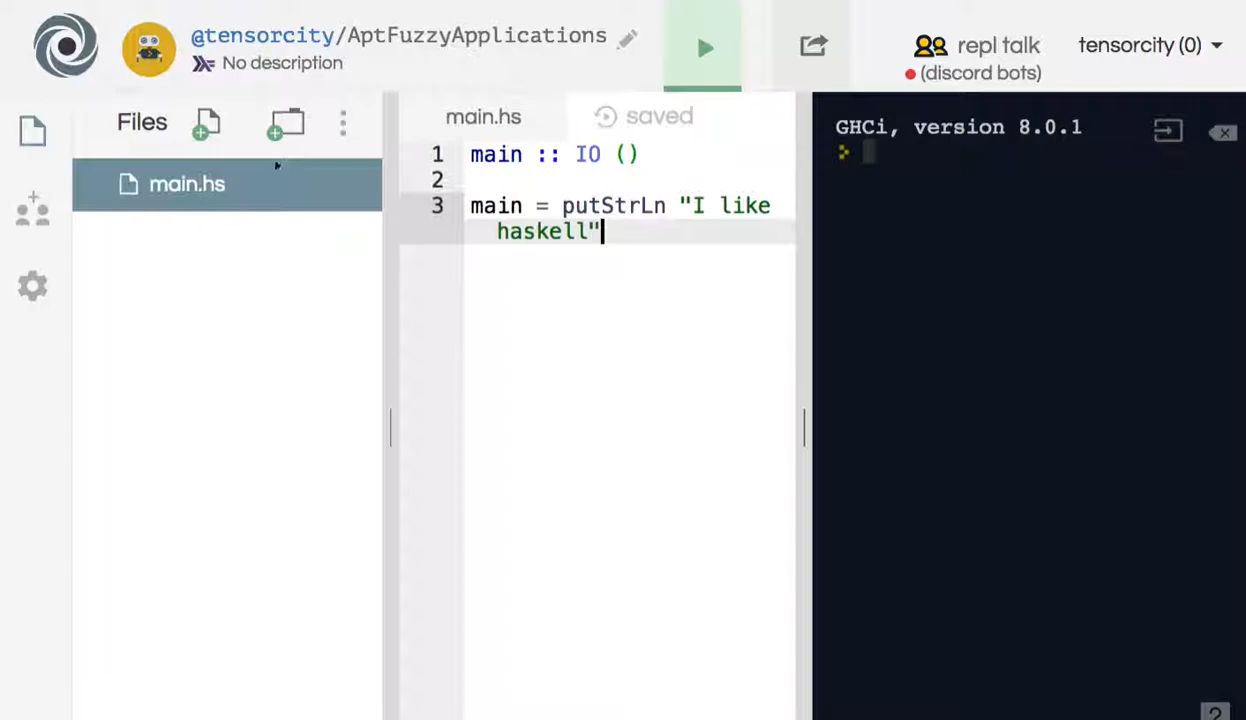 @tensorcity/AptFuzzyApplications
No description
repl talk
(discord bots)
tensorcity (0)
Files
main.hs
main.hs
saved
1 main :: IO ()
2
3 main = putStrLn "I like
haskell"
GHCi, version 8.0.1
?